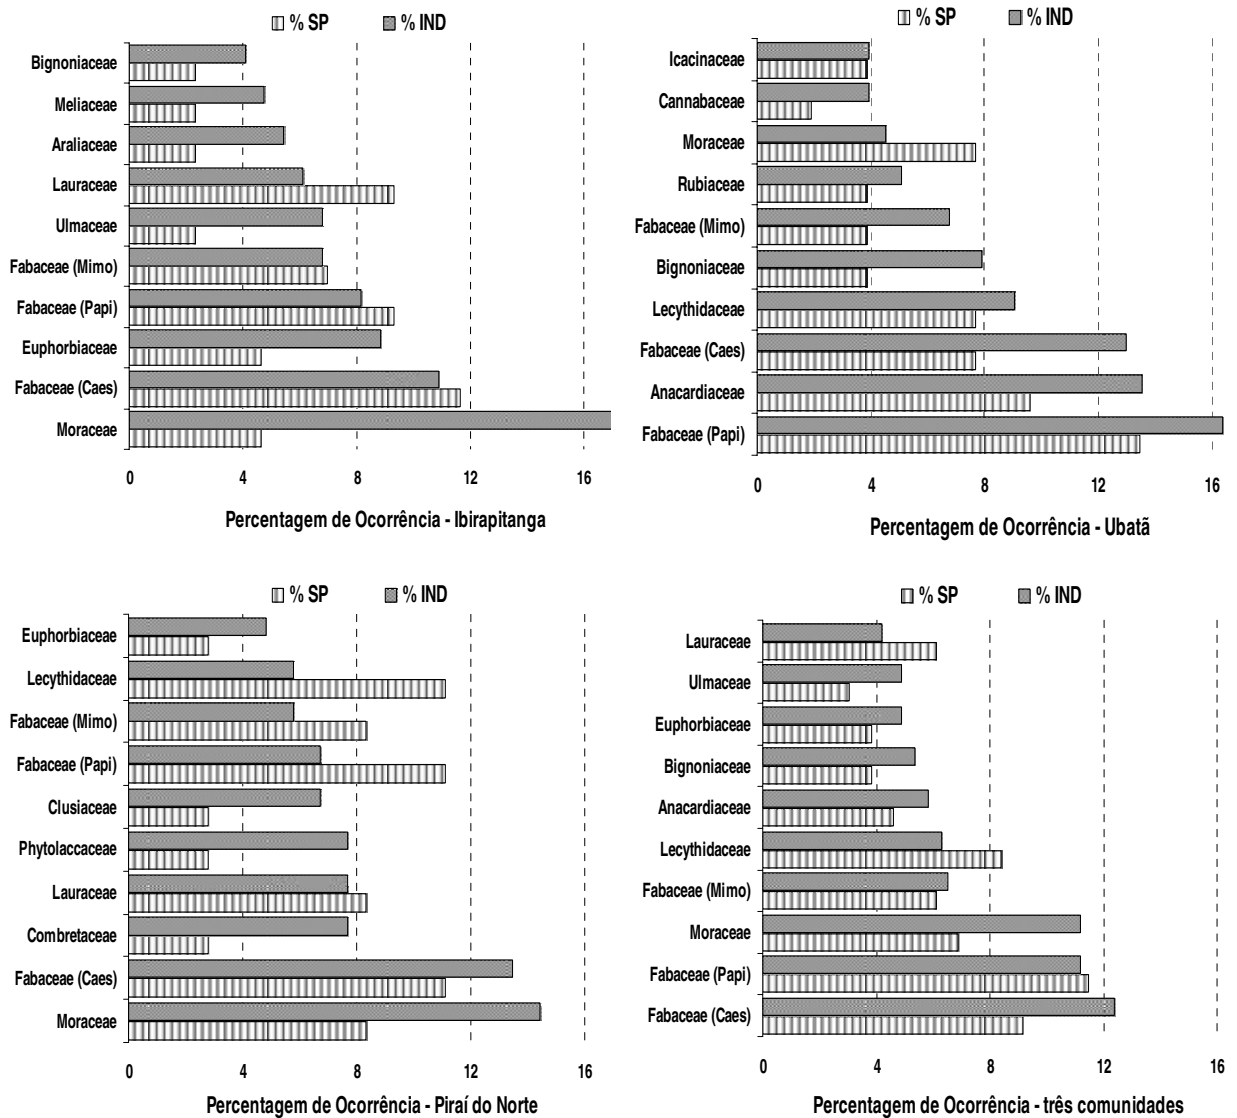 % SP % IND
Bignoniaceae
Meliaceae
Araliaceae
Lauraceae
Ulmaceae
Fabaceae (Mimo)
Fabaceae (Papi)
Euphorbiaceae
Fabaceae (Caes)
Moraceae
0 4 8 12 16
Percentagem de Ocorrência - Ibirapitanga
% SP % IND
Icacinaceae
Cannabaceae
Moraceae
Rubiaceae
Fabaceae (Mimo)
Bignoniaceae
Lecythidaceae
Fabaceae (Caes)
Anacardiaceae
Fabaceae (Papi)
0 4 8 12 16
Percentagem de Ocorrência - Ubatã
% SP % IND
Euphorbiaceae
Lecythidaceae
Fabaceae (Mimo)
Fabaceae (Papi)
Clusiaceae
Phytolaccaceae
Lauraceae
Combretaceae
Fabaceae (Caes)
Moraceae
0 4 8 12 16
Percentagem de Ocorrência - Piraí do Norte
% SP % IND
Lauraceae
Ulmaceae
Euphorbiaceae
Bignoniaceae
Anacardiaceae
Lecythidaceae
Fabaceae (Mimo)
Moraceae
Fabaceae (Papi)
Fabaceae (Caes)
0 4 8 12 16
Percentagem de Ocorrência - três comunidades